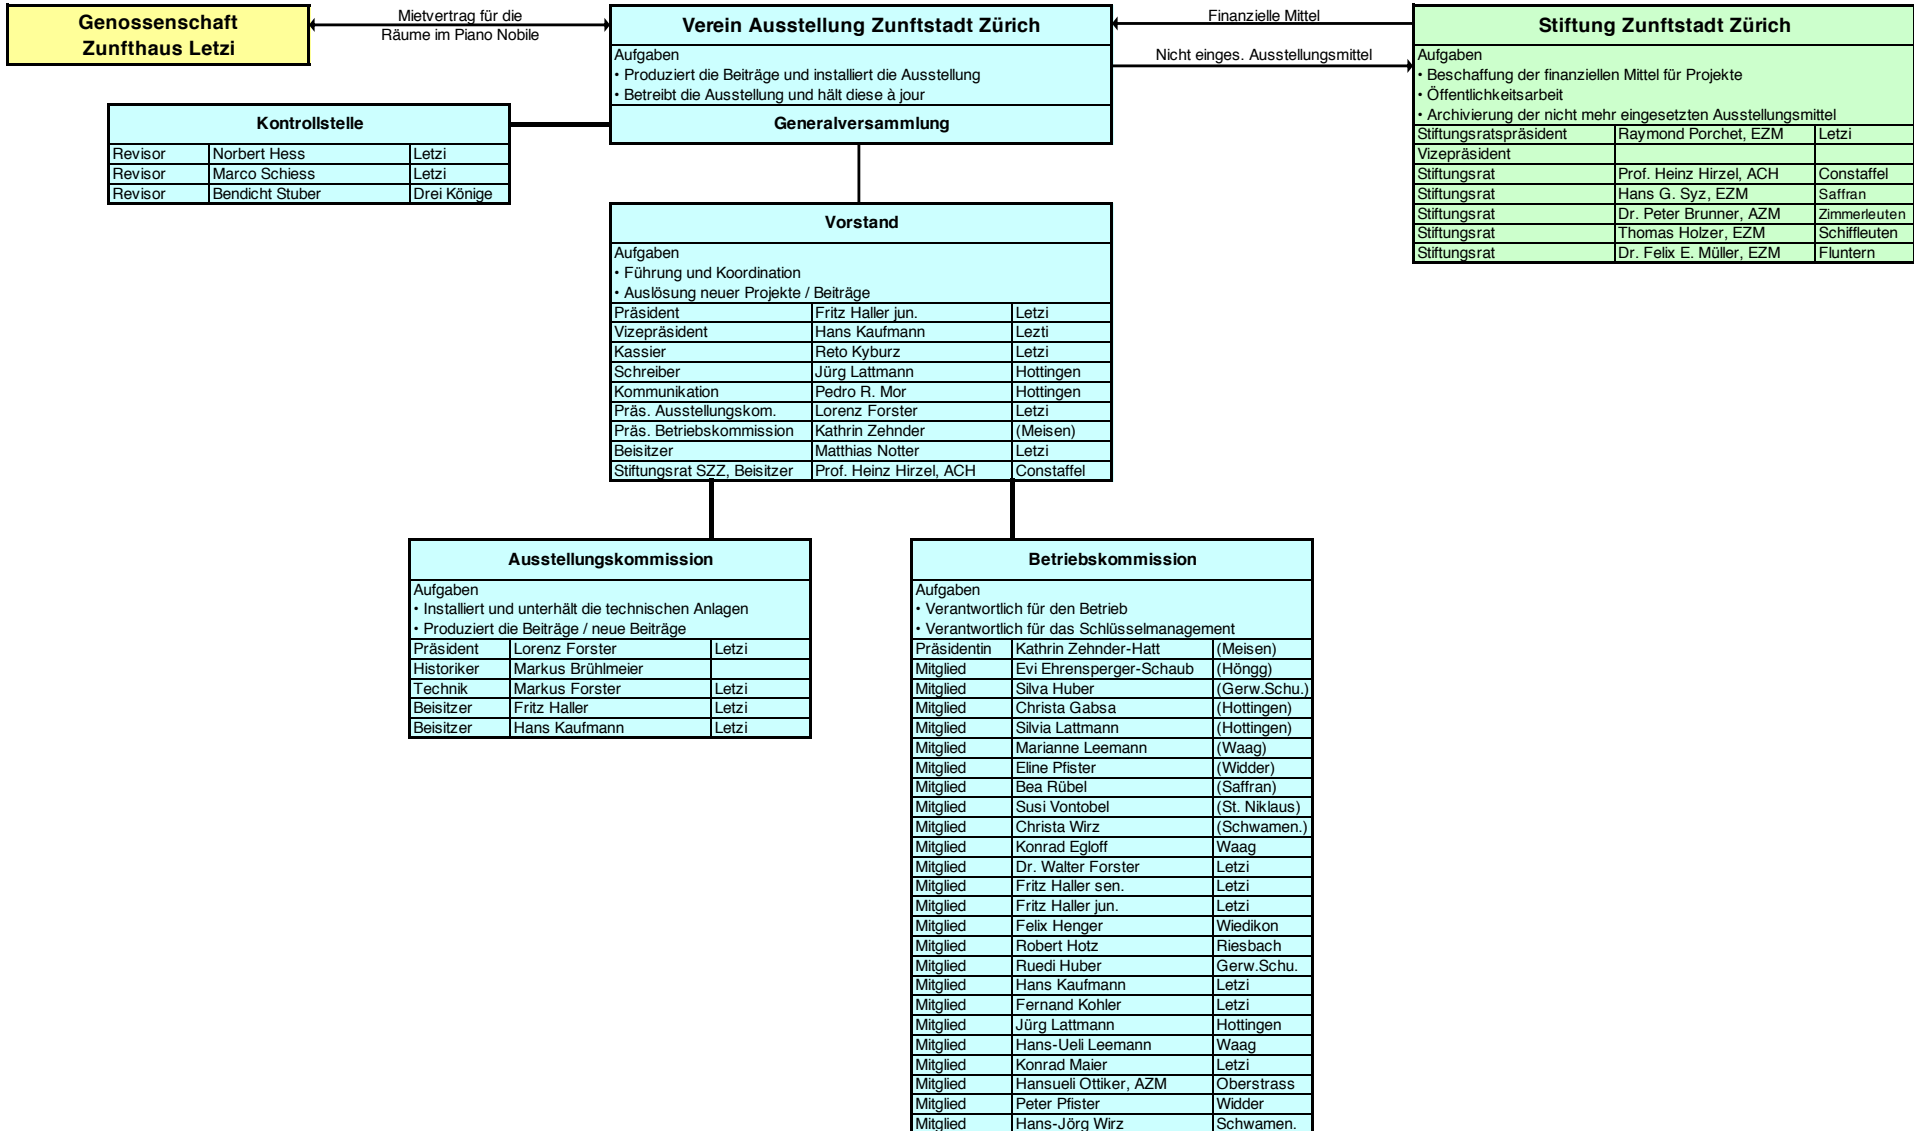 Genossenschaft
Zunfthaus Letzi
Mietvertrag für die
Räume im Piano Nobile
Verein Ausstellung Zunftstadt Zürich
Aufgaben
• Produziert die Beiträge und installiert die Ausstellung
• Betreibt die Ausstellung und hält diese à jour
Generalversammlung
Finanzielle Mittel
Nicht einges. Ausstellungsmittel
Stiftung Zunftstadt Zürich
Aufgaben
• Beschaffung der finanziellen Mittel für Projekte
• Öffentlichkeitsarbeit
• Archivierung der nicht mehr eingesetzten Ausstellungsmittel
Stiftungsratspräsident Raymond Porchet, EZM Letzi
Vizepräsident
Stiftungsrat Prof. Heinz Hirzel, ACH Constaffel
Stiftungsrat Hans G. Syz, EZM Saffran
Stiftungsrat Dr. Peter Brunner, AZM Zimmerleuten
Stiftungsrat Thomas Holzer, EZM Schiffleuten
Stiftungsrat Dr. Felix E. Müller, EZM Fluntern
Kontrollstelle
Revisor Norbert Hess Letzi
Revisor Marco Schiess Letzi
Revisor Bendicht Stuber Drei Könige
Vorstand
Aufgaben
• Führung und Koordination
• Auslösung neuer Projekte / Beiträge
Präsident Fritz Haller jun. Letzi
Vizepräsident Hans Kaufmann Lezti
Kassier Reto Kyburz Letzi
Schreiber Jürg Lattmann Hottingen
Kommunikation Pedro R. Mor Hottingen
Präs. Ausstellungskom. Lorenz Forster Letzi
Präs. Betriebskommission Kathrin Zehnder (Meisen)
Beisitzer Matthias Notter Letzi
Stiftungsrat SZZ, Beisitzer Prof. Heinz Hirzel, ACH Constaffel
Ausstellungskommission
Aufgaben
• Installiert und unterhält die technischen Anlagen
• Produziert die Beiträge / neue Beiträge
Präsident Lorenz Forster Letzi
Historiker Markus Brühlmeier
Technik Markus Forster Letzi
Beisitzer Fritz Haller Letzi
Beisitzer Hans Kaufmann Letzi
Betriebskommission
Aufgaben
• Verantwortlich für den Betrieb
• Verantwortlich für das Schlüsselmanagement
Präsidentin Kathrin Zehnder-Hatt (Meisen)
Mitglied Evi Ehrensperger-Schaub (Höngg)
Mitglied Silva Huber (Gerw.Schu.)
Mitglied Christa Gabsa (Hottingen)
Mitglied Silvia Lattmann (Hottingen)
Mitglied Marianne Leemann (Waag)
Mitglied Eline Pfister (Widder)
Mitglied Bea Rübel (Saffran)
Mitglied Susi Vontobel (St. Niklaus)
Mitglied Christa Wirz (Schwamen.)
Mitglied Konrad Egloff Waag
Mitglied Dr. Walter Forster Letzi
Mitglied Fritz Haller sen. Letzi
Mitglied Fritz Haller jun. Letzi
Mitglied Felix Henger Wiedikon
Mitglied Robert Hotz Riesbach
Mitglied Ruedi Huber Gerw.Schu.
Mitglied Hans Kaufmann Letzi
Mitglied Fernand Kohler Letzi
Mitglied Jürg Lattmann Hottingen
Mitglied Hans-Ueli Leemann Waag
Mitglied Konrad Maier Letzi
Mitglied Hansueli Ottiker, AZM Oberstrass
Mitglied Peter Pfister Widder
Mitglied Hans-Jörg Wirz Schwamen.